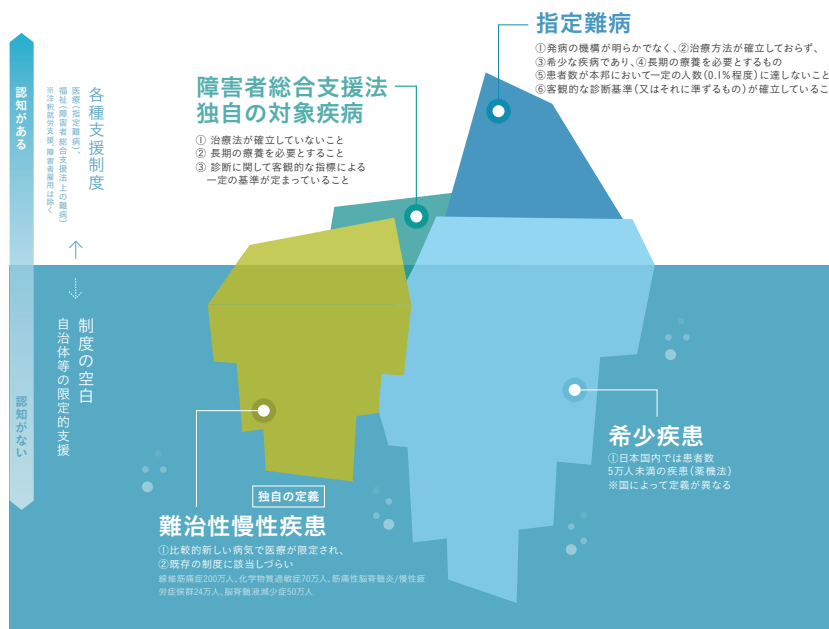 指定難病
①発病の機構が明らかでなく、②治療方法が確立しておらず、
③希少な疾病であり、④長期の療養を必要とするもの
⑤患者数が本邦において一定の人数(0.1%程度)に達しないこと
⑥客観的な診断基準(又はそれに準ずるもの)が確立しているこ
障害者総合支援法
独自の対象疾病
① 治療法が確立していないこと
② 長期の療養を必要とすること
③ 診断に関して客観的な指標による
一定の基準が定まっていること
認知がある
各種支援制度
医療(指定難病)、
福祉(障害者総合支援法上の難病)
※注釈就労支援、障害者雇用は除く
制度の空白
自治体等の限定的支援
認知がない
希少疾患
①日本国内では患者数
5万人未満の疾患(薬機法)
※国によって定義が異なる
独自の定義
難治性慢性疾患
①比較的新しい病気で医療が限定され、
②既存の制度に該当しづらい
線維筋痛症200万人、化学物質過敏症70万人、筋痛性脳脊髄炎/慢性疲
労症候群24万人、脳脊髄液減少症50万人